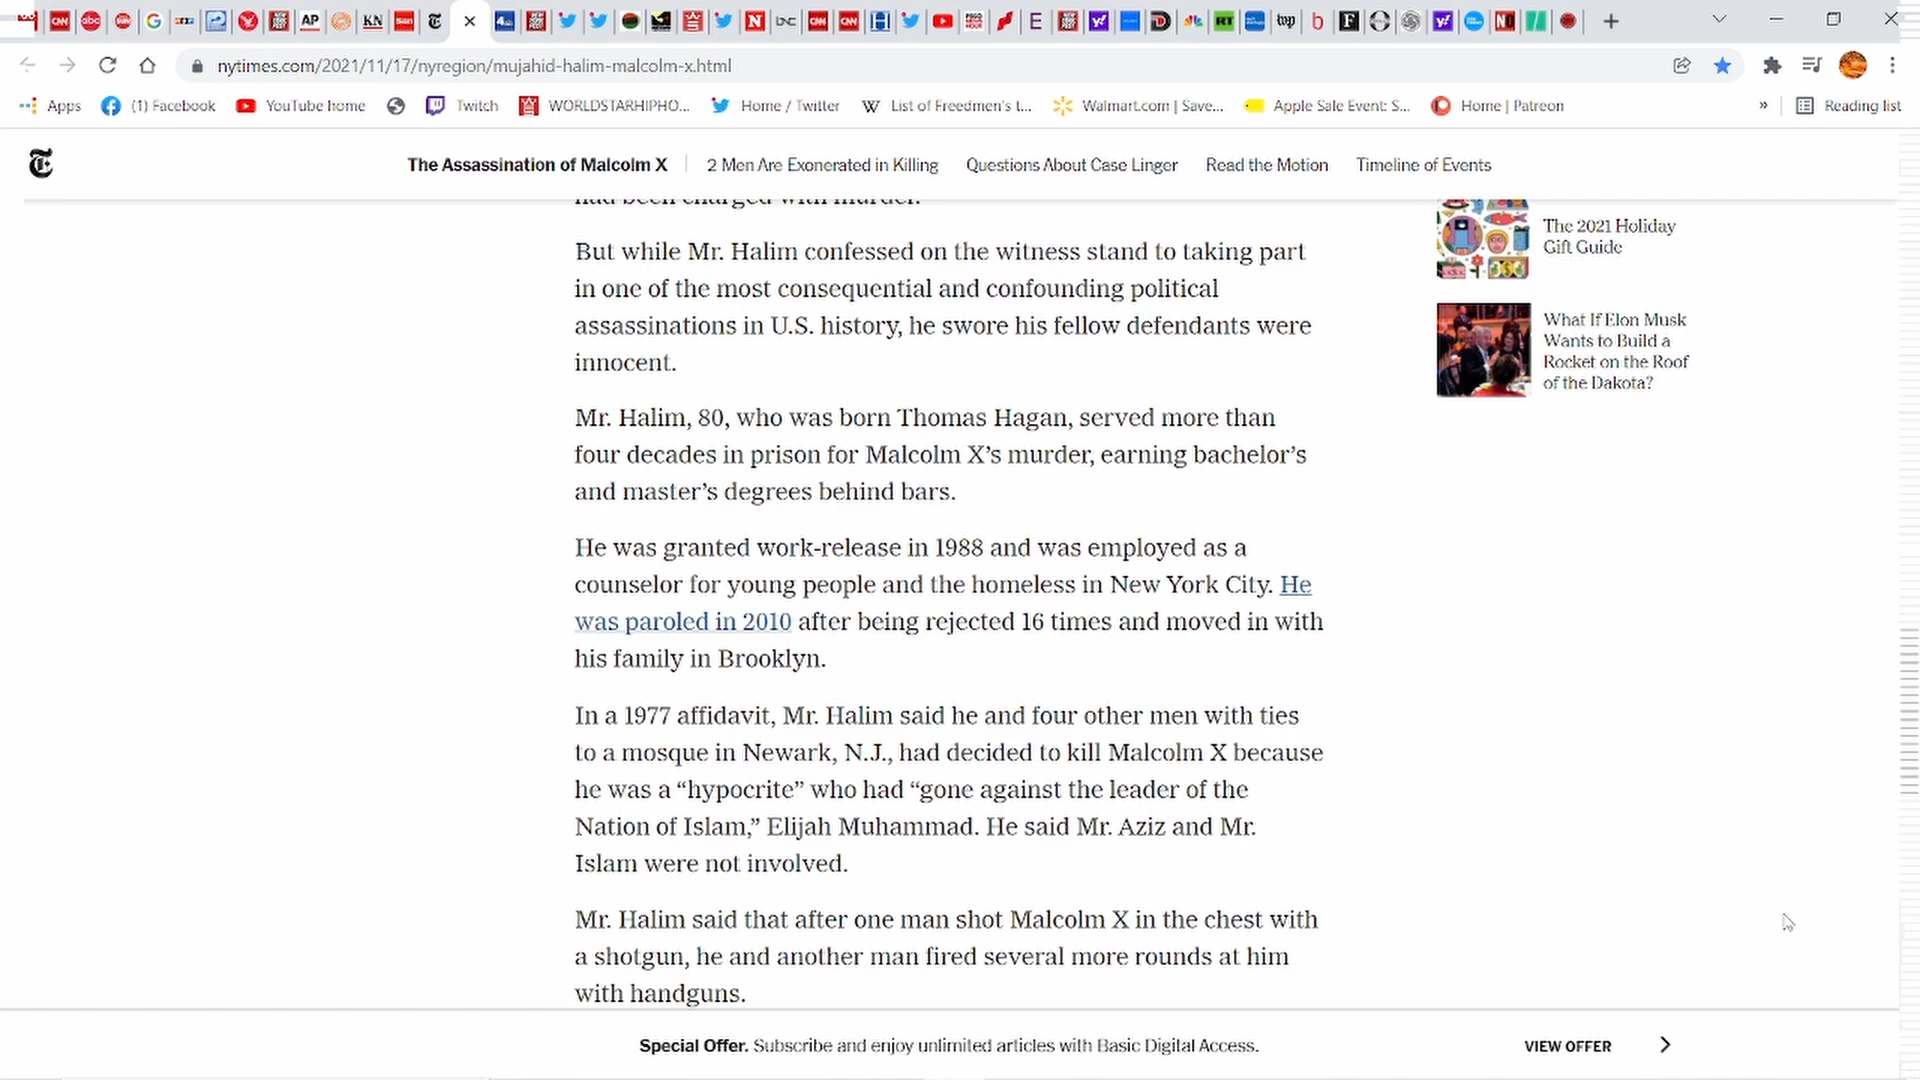 nytimes.com/2021/11/17/nyregion/mujahid-halim-malcolm-x.html
Apps
(1) Facebook
YouTube home
Twitch
WORLDSTARHIPHO...
Home / Twitter
List of Freedmen's t...
Walmart.com | Save...
Apple Sale Event: S...
Home | Patreon
»
Reading list
The Assassination of Malcolm X
2 Men Are Exonerated in Killing
Questions About Case Linger
Read the Motion
Timeline of Events
had been charged with murder.
But while Mr. Halim confessed on the witness stand to taking part
in one of the most consequential and confounding political
assassinations in U.S. history, he swore his fellow defendants were
innocent.
Mr. Halim, 80, who was born Thomas Hagan, served more than
four decades in prison for Malcolm X’s murder, earning bachelor’s
and master’s degrees behind bars.
He was granted work-release in 1988 and was employed as a
counselor for young people and the homeless in New York City. He
was paroled in 2010 after being rejected 16 times and moved in with
his family in Brooklyn.
In a 1977 affidavit, Mr. Halim said he and four other men with ties
to a mosque in Newark, N.J., had decided to kill Malcolm X because
he was a “hypocrite” who had “gone against the leader of the
Nation of Islam,” Elijah Muhammad. He said Mr. Aziz and Mr.
Islam were not involved.
Mr. Halim said that after one man shot Malcolm X in the chest with
a shotgun, he and another man fired several more rounds at him
with handguns.
The 2021 Holiday
Gift Guide
What If Elon Musk
Wants to Build a
Rocket on the Roof
of the Dakota?
Special Offer. Subscribe and enjoy unlimited articles with Basic Digital Access.
VIEW OFFER